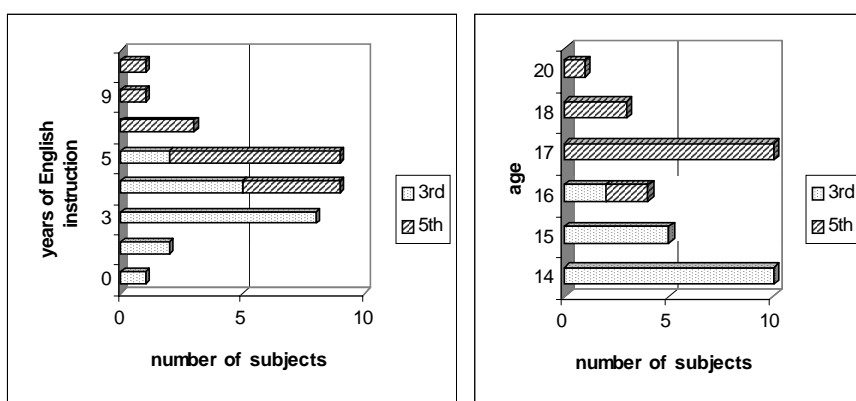 years of English
instruction
9
5
3
0
0
5
10
number of subjects
3rd
5th
age
20
18
17
16
15
14
0
5
10
number of subjects
3rd
5th